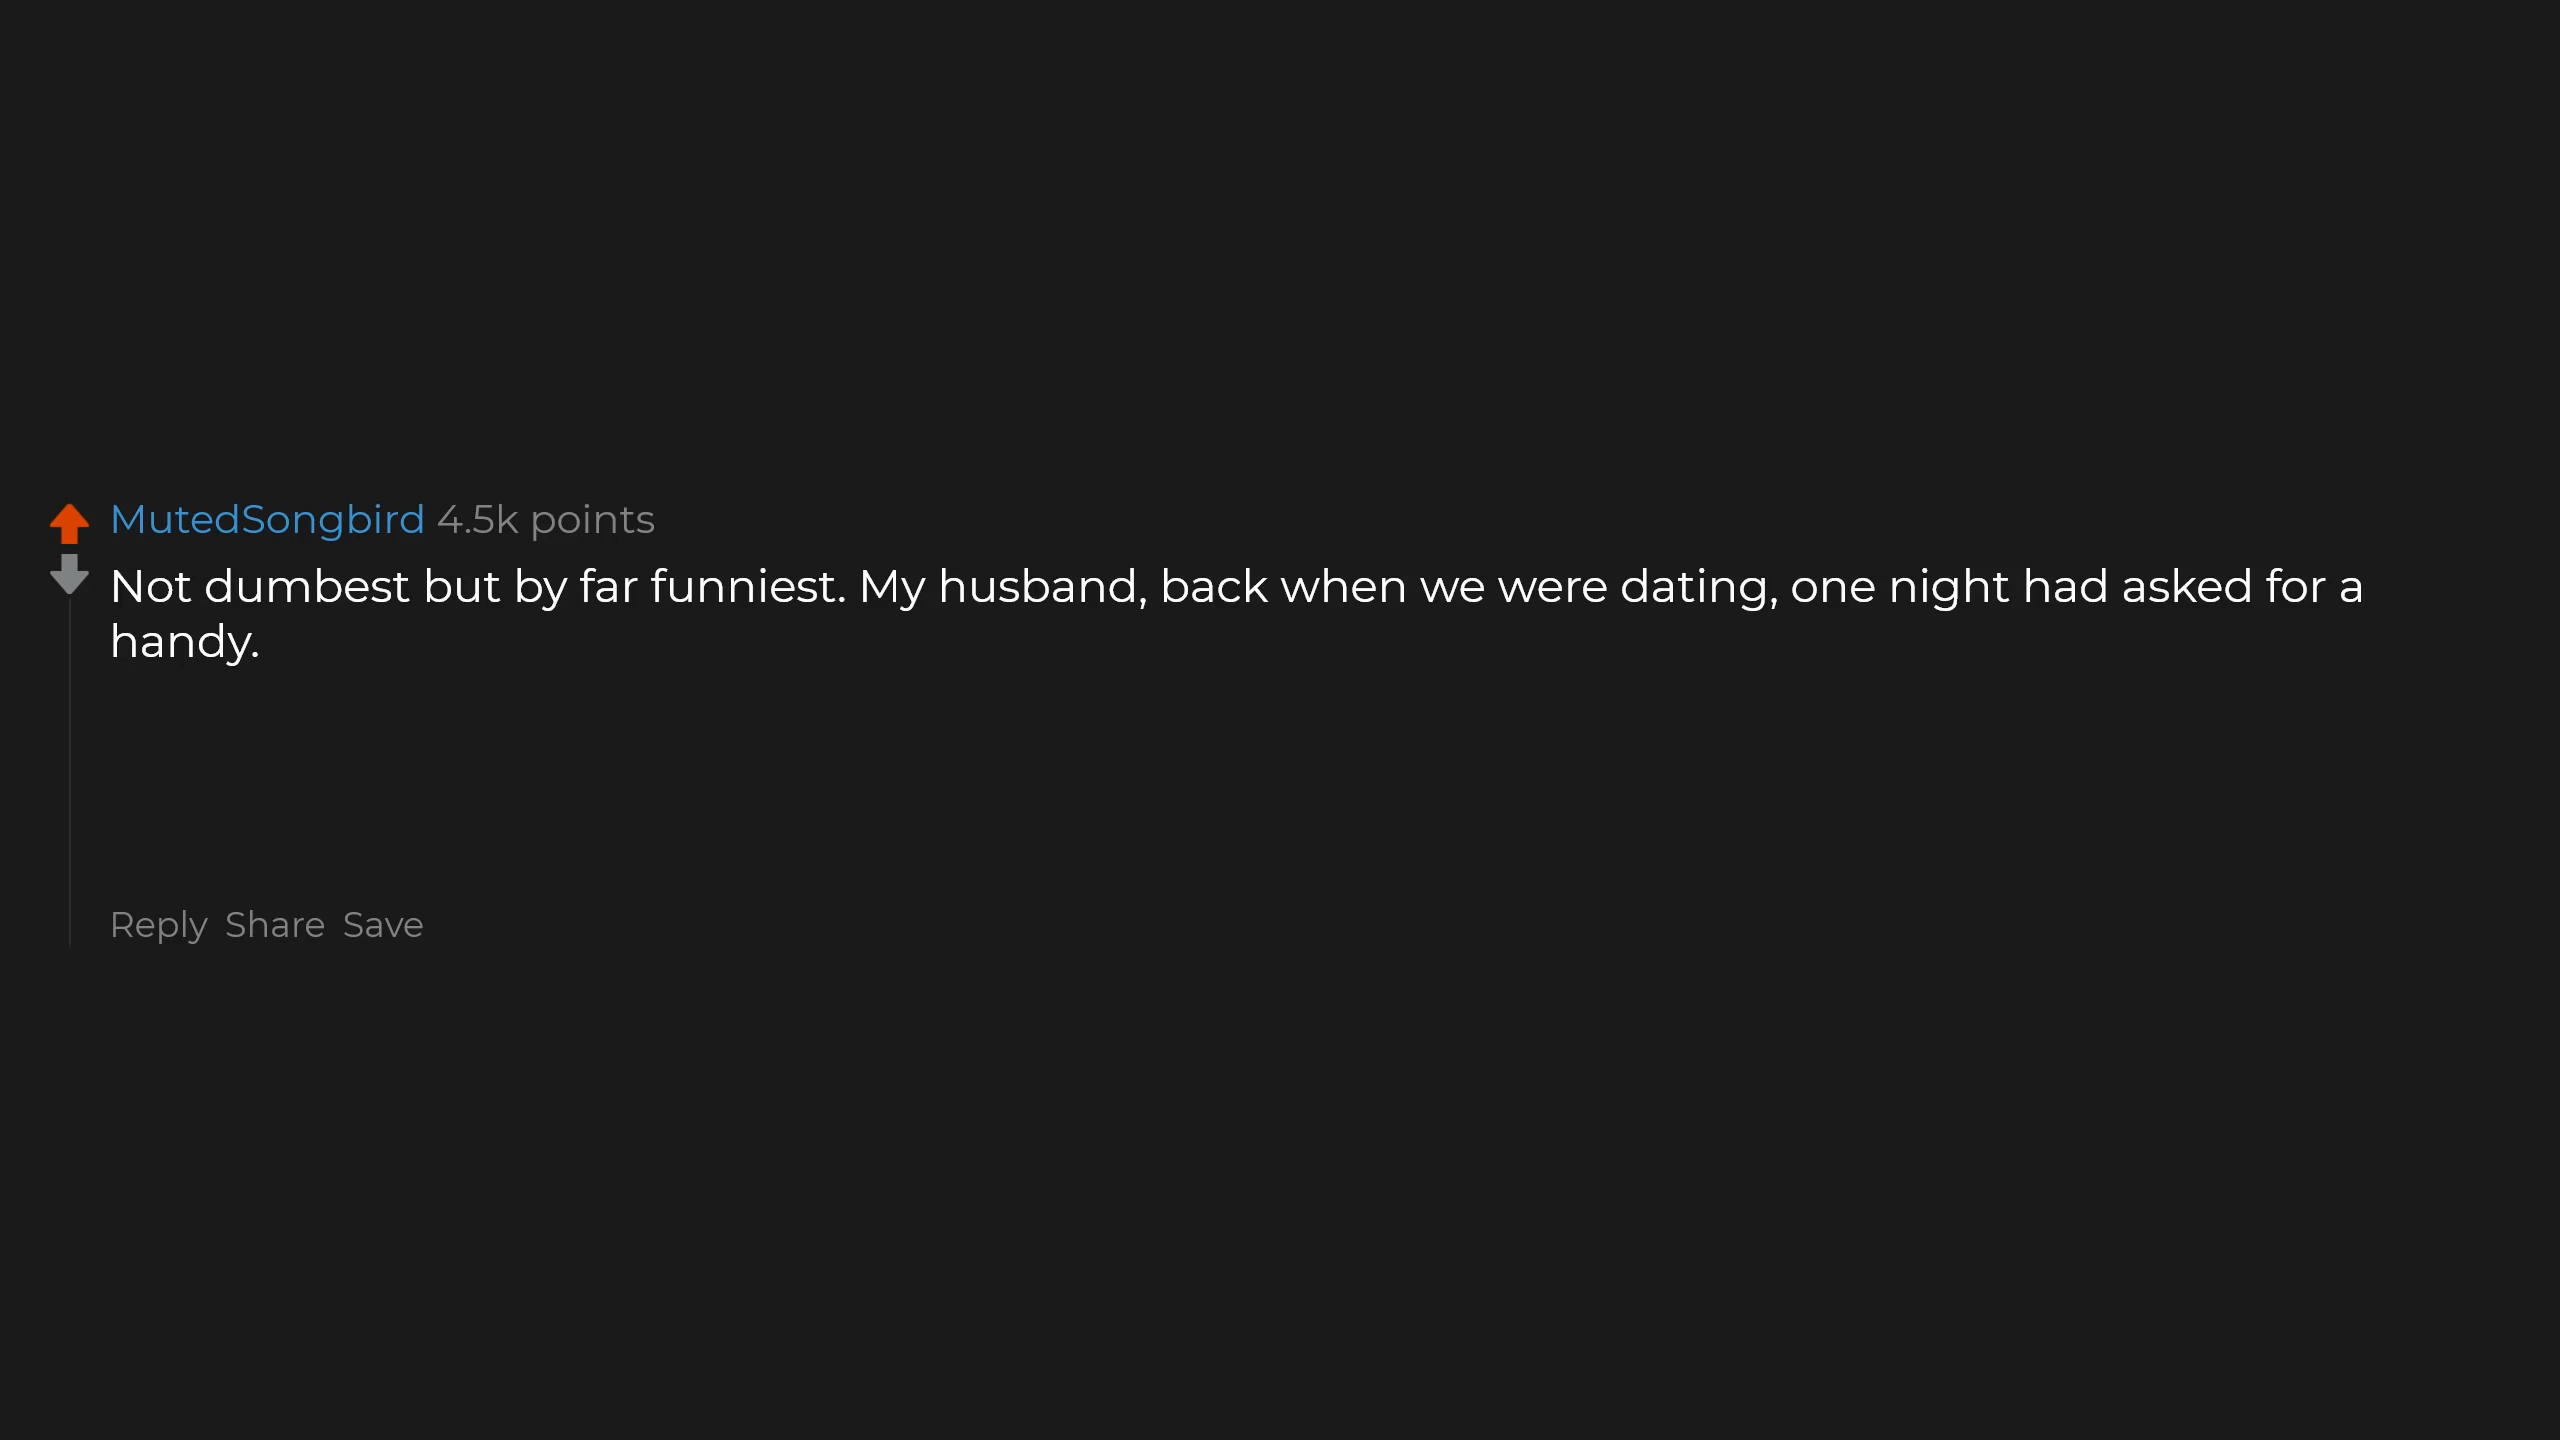 MutedSongbird 4.5k points
Not dumbest but by far funniest. My husband, back when we were dating, one night had asked for a
handy.
Reply Share Save